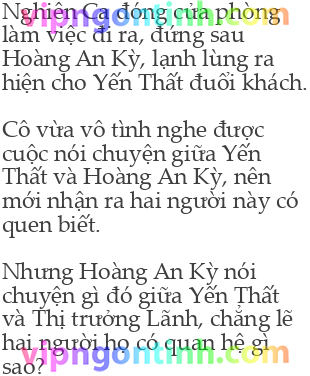 Nghiên Ca đóng cửa phòng
làm việc đi ra, đứng sau
Hoàng An Kỳ, lạnh lùng ra
hiện cho Yến Thất đuổi khách.

Cô vừa vô tình nghe được
cuộc nói chuyện giữa Yến
Thất và Hoàng An Kỳ, nên
mới nhận ra hai người này có
quen biết.

Nhưng Hoàng An Kỳ nói
chuyện gì đó giữa Yến Thất
và Thị trưởng Lãnh, chẳng lẽ
hai người họ có quan hệ gì
sao?
vipngontinh.com
vipngontinh.com